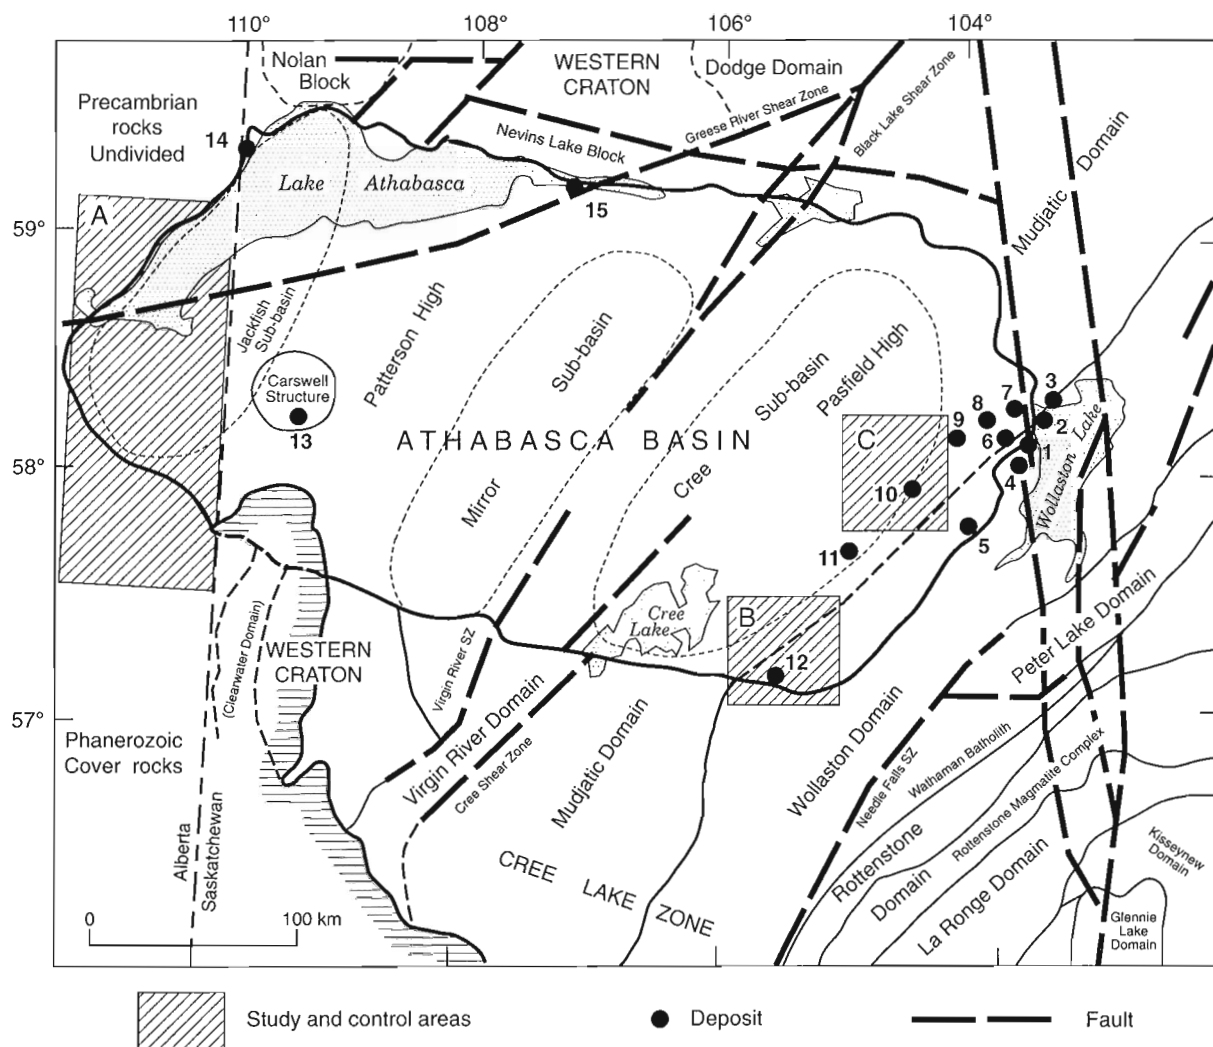 110°
108°
106°
104°
Nolan
Block
WESTERN
CRATON
Dodge Domain
Precambrian
rocks
Undivided
14
Nevins Lake Block
Greese River Shear Zone
Black Lake Shear Zone
Mudjatic Domain
Lake Athabasca
15
59°
A
Jackfish
Sub-basin
Patterson High
Sub-basin
Sub-basin
Pasfield High
Carswell
Structure
13
ATHABASCA BASIN
58°
Mirror
Cree
C
3
7
8
2
9
6
1
4
10
Wollaston Lake
5
11
Cree
Lake
B
12
WESTERN
CRATON
(Clearwater Domain)
Virgin River SZ
Virgin River Domain
Cree Shear Zone
Mudjatic Domain
Wollaston Domain
Peter Lake Domain
Needle Falls SZ
Wathaman Batholith
Rottenstone Magmatite Complex
Rottenstone
Domain
La Ronge Domain
Kisseynew
Domain
Glennie
Lake
Domain
57°
Phanerozoic
Cover rocks
Alberta
Saskatchewan
CREE LAKE ZONE
0
100 km
Study and control areas
Deposit
Fault